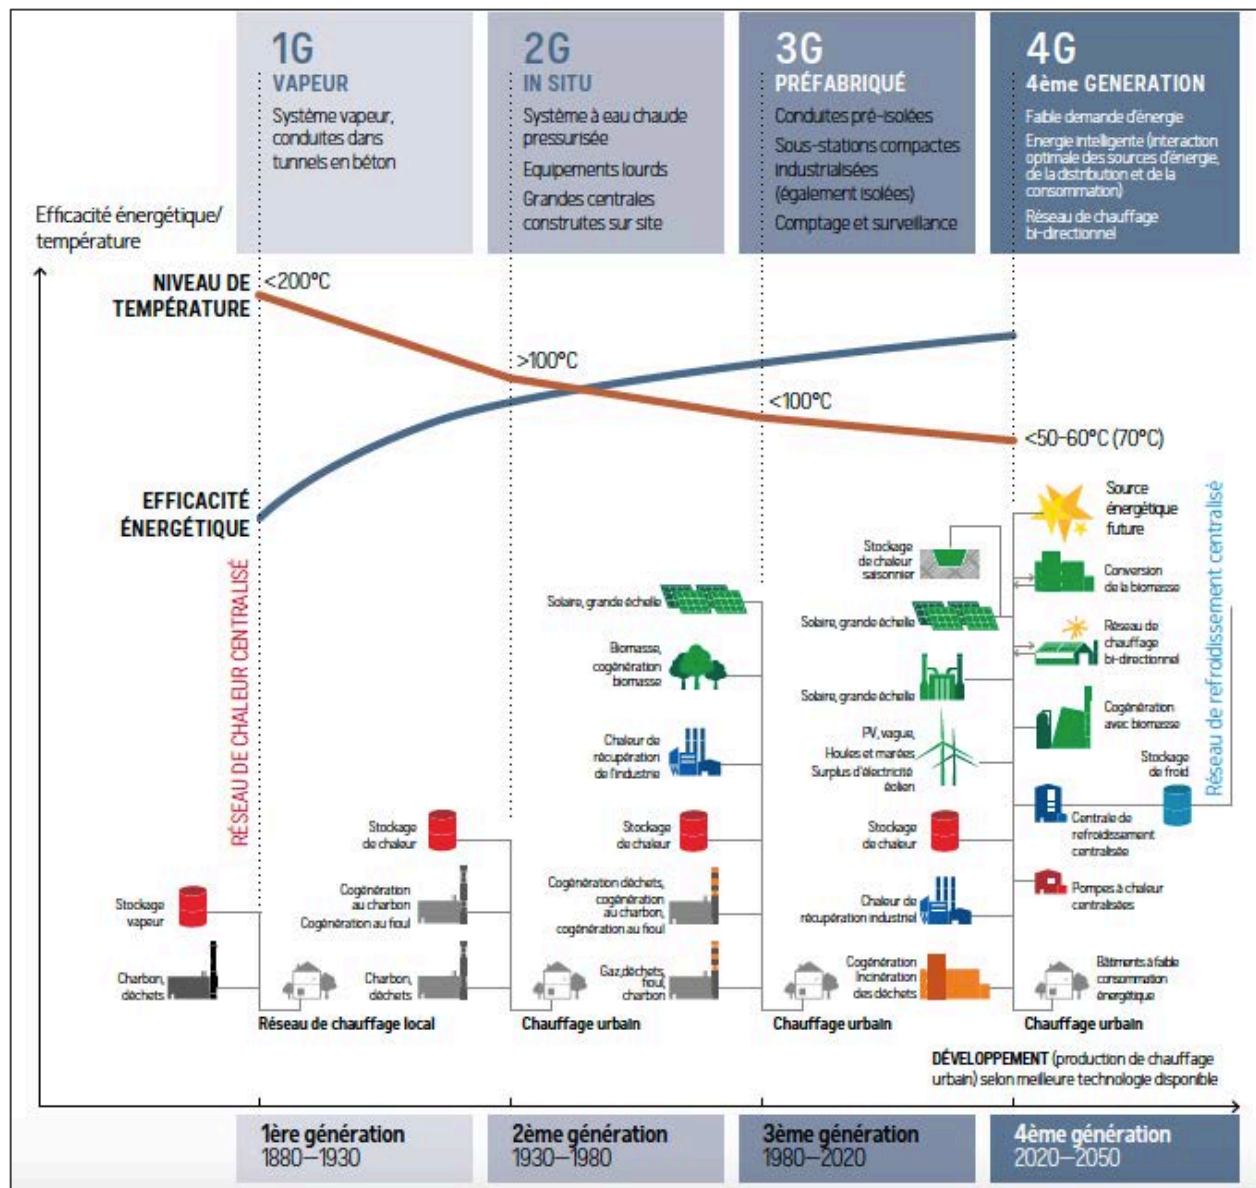 1G
VAPEUR
Système vapeur,
conduites dans
tunnels en béton
2G
IN SITU
Système à eau chaude
pressurisée
Equipements lourds
Grandes centrales
construites sur site
3G
PRÉFABRIQUÉ
Conduites pré-isolées
Sous-stations compactes
industrialisées
(également isolées)
Comptage et surveillance
4G
4ème GENERATION
Faible demande d'énergie
Energie intelligente (interaction
optimale des sources d'énergie,
de la distribution et de la
consommation)
Réseau de chauffage
bi-directionnel
Efficacité énergétique/
température
NIVEAU DE
TEMPÉRATURE
<200°C
>100°C
<100°C
<50-60°C (70°C)
EFFICACITÉ
ÉNERGÉTIQUE
RÉSEAU DE CHALEUR CENTRALISÉ
Stockage
vapeur
Charbon,
déchets
Réseau de chauffage local
Stockage
de chaleur
Cogénération
au charbon
Cogénération au fioul
Charbon,
déchets
Chauffage urbain
Solaire, grande échelle
Biomasse,
cogénération
biomasse
Chaleur de
récupération
de l'industrie
Stockage
de chaleur
Cogénération déchets,
cogénération
au charbon,
cogénération au fioul
Gaz,déchets,
fioul,
charbon
Chauffage urbain
Stockage
de chaleur
saisonnier
Solaire, grande échelle
Solaire, grande échelle
PV, vague,
Houles et marées
Surplus d'électricité
éolien
Stockage
de chaleur
Chaleur de
récupération industriel
Cogénération
Incinération
des déchets
Chauffage urbain
Source
énergétique
future
Conversion
de la biomasse
Réseau de
chauffage
bi-directionnel
Cogénération
avec biomasse
Stockage
de froid
Centrale de
refroidissement
centralisée
Pompes à chaleur
centralisées
Bâtiments à faible
consommation
énergétique
Réseau de refroidissement centralisé
DÉVELOPPEMENT (production de chauffage
urbain) selon meilleure technologie disponible
1ère génération
1880–1930
2ème génération
1930–1980
3ème génération
1980–2020
4ème génération
2020–2050